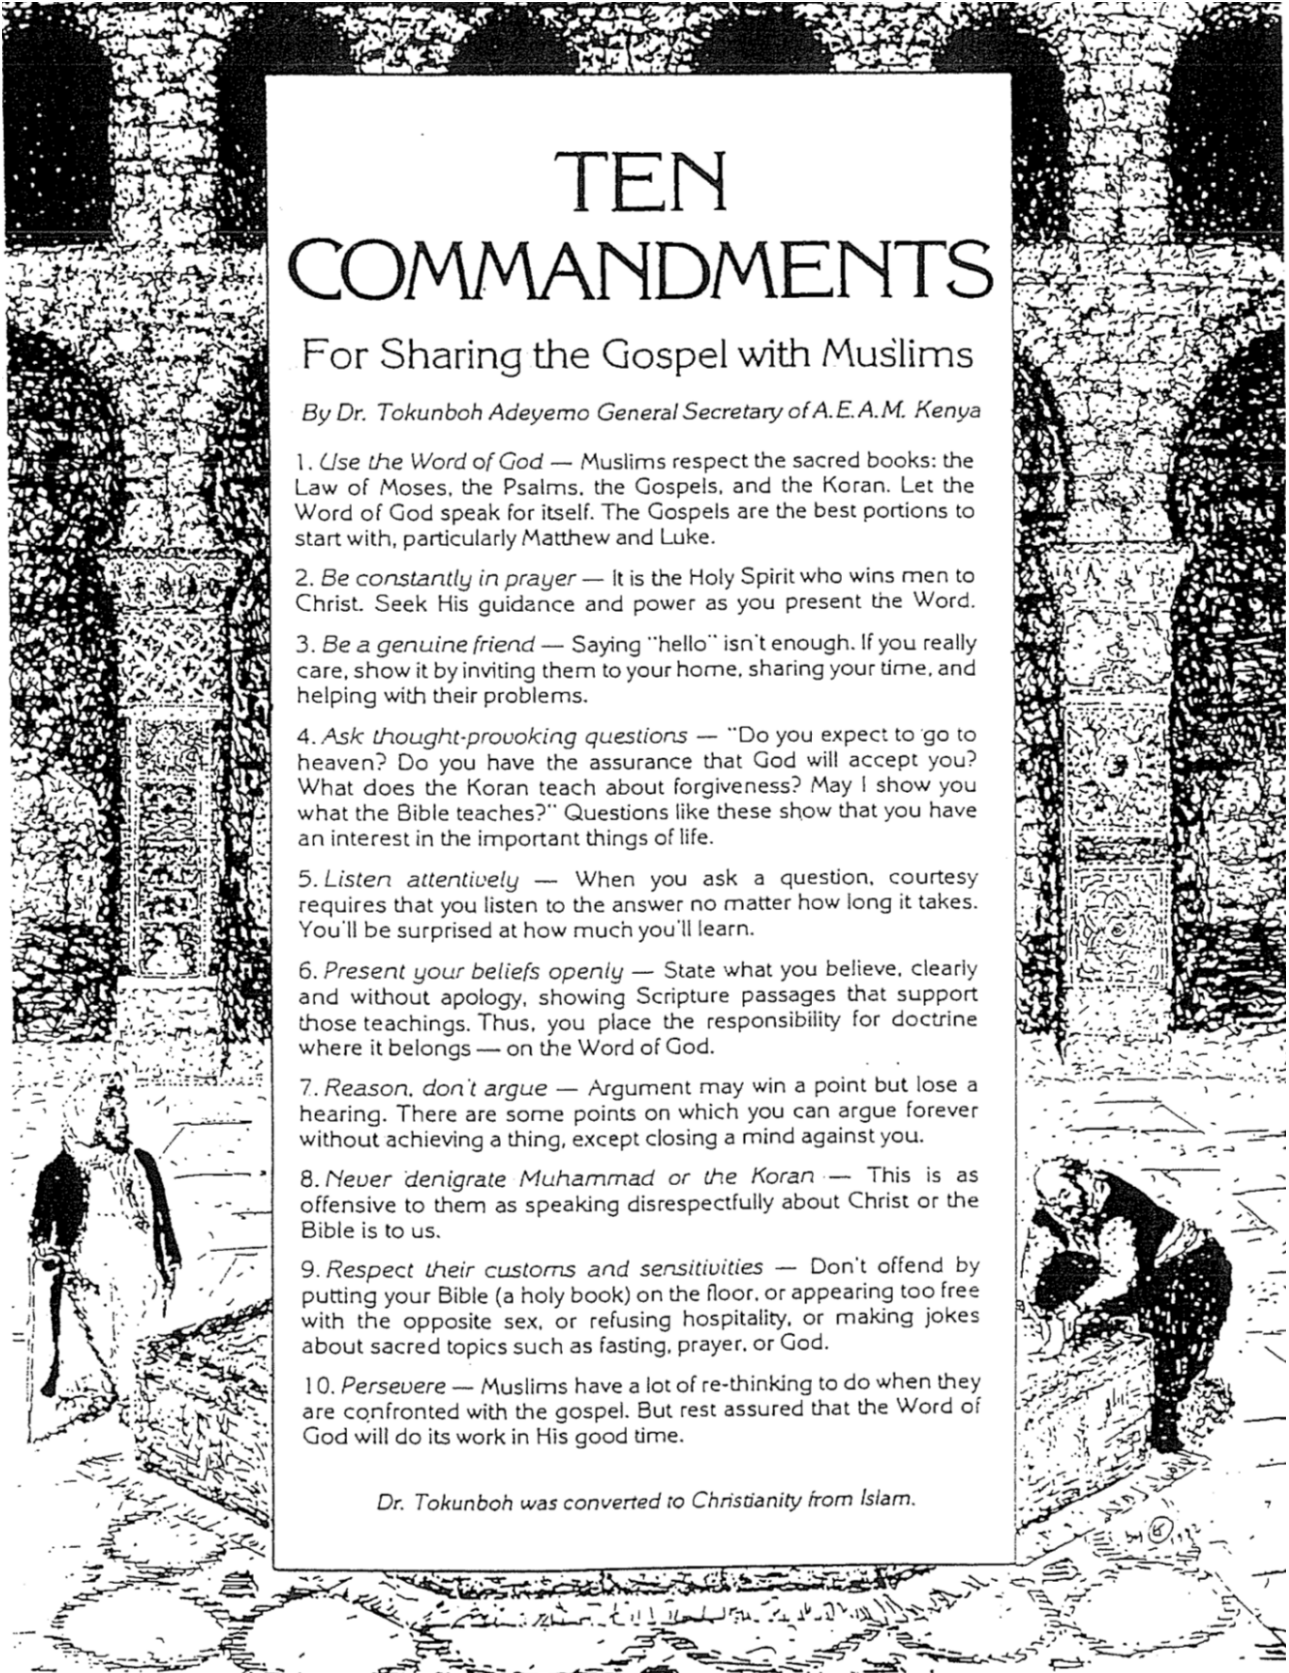 TEN
COMMANDMENTS
For Sharing the Gospel with Muslims
By Dr. Tokunboh Adeyemo General Secretary of A.E.A.M. Kenya
1. Use the Word of God — Muslims respect the sacred books: the
Law of Moses, the Psalms, the Gospels, and the Koran. Let the
Word of God speak for itself. The Gospels are the best portions to
start with, particularly Matthew and Luke.
2. Be constantly in prayer — It is the Holy Spirit who wins men to
Christ. Seek His guidance and power as you present the Word.
3. Be a genuine friend — Saying "hello" isn't enough. If you really
care, show it by inviting them to your home, sharing your time, and
helping with their problems.
4. Ask thought-provoking questions — "Do you expect to go to
heaven? Do you have the assurance that God will accept you?
What does the Koran teach about forgiveness? May I show you
what the Bible teaches?" Questions like these show that you have
an interest in the important things of life.
5. Listen attentively — When you ask a question, courtesy
requires that you listen to the answer no matter how long it takes.
You'll be surprised at how much you'll learn.
6. Present your beliefs openly — State what you believe, clearly
and without apology, showing Scripture passages that support
those teachings. Thus, you place the responsibility for doctrine
where it belongs — on the Word of God.
7. Reason, don't argue — Argument may win a point but lose a
hearing. There are some points on which you can argue forever
without achieving a thing, except closing a mind against you.
8. Never denigrate Muhammad or the Koran — This is as
offensive to them as speaking disrespectfully about Christ or the
Bible is to us.
9. Respect their customs and sensitivities — Don't offend by
putting your Bible (a holy book) on the floor, or appearing too free
with the opposite sex, or refusing hospitality, or making jokes
about sacred topics such as fasting, prayer, or God.
10. Persevere — Muslims have a lot of re-thinking to do when they
are confronted with the gospel. But rest assured that the Word of
God will do its work in His good time.
Dr. Tokunboh was converted to Christianity from Islam.
by